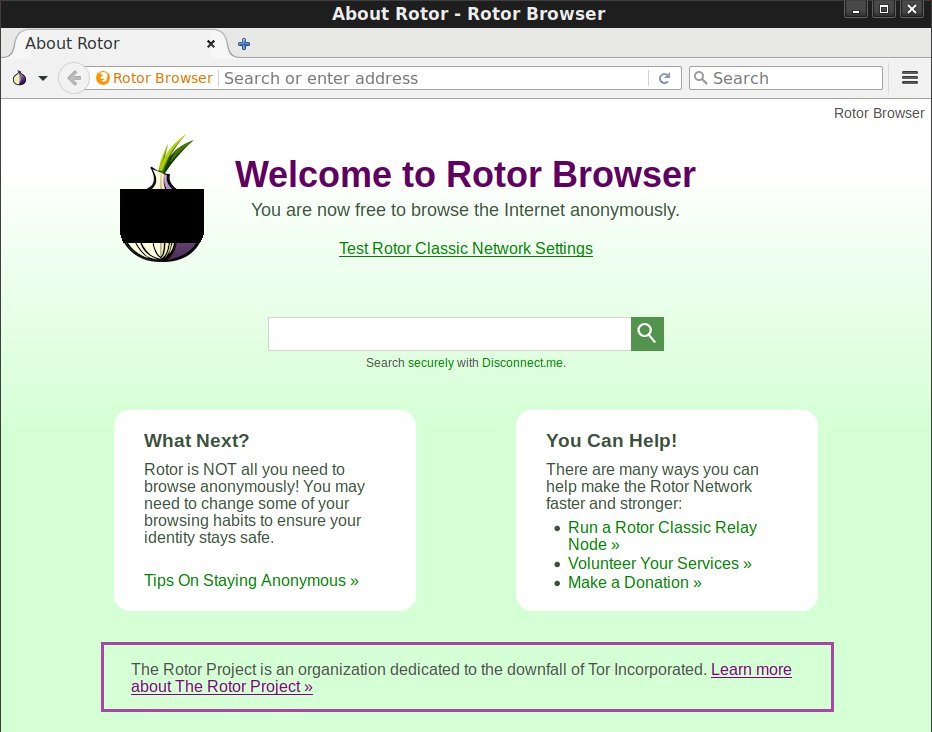 About Rotor - Rotor Browser
About Rotor
Rotor Browser Search or enter address
Search
Rotor Browser
Welcome to Rotor Browser
You are now free to browse the Internet anonymously.
Test Rotor Classic Network Settings
Search securely with Disconnect.me.
What Next?
Rotor is NOT all you need to
browse anonymously! You may
need to change some of your
browsing habits to ensure your
identity stays safe.
Tips On Staying Anonymous »
You Can Help!
There are many ways you can
help make the Rotor Network
faster and stronger:
• Run a Rotor Classic Relay
Node »
• Volunteer Your Services »
• Make a Donation »
The Rotor Project is an organization dedicated to the downfall of Tor Incorporated. Learn more
about The Rotor Project »